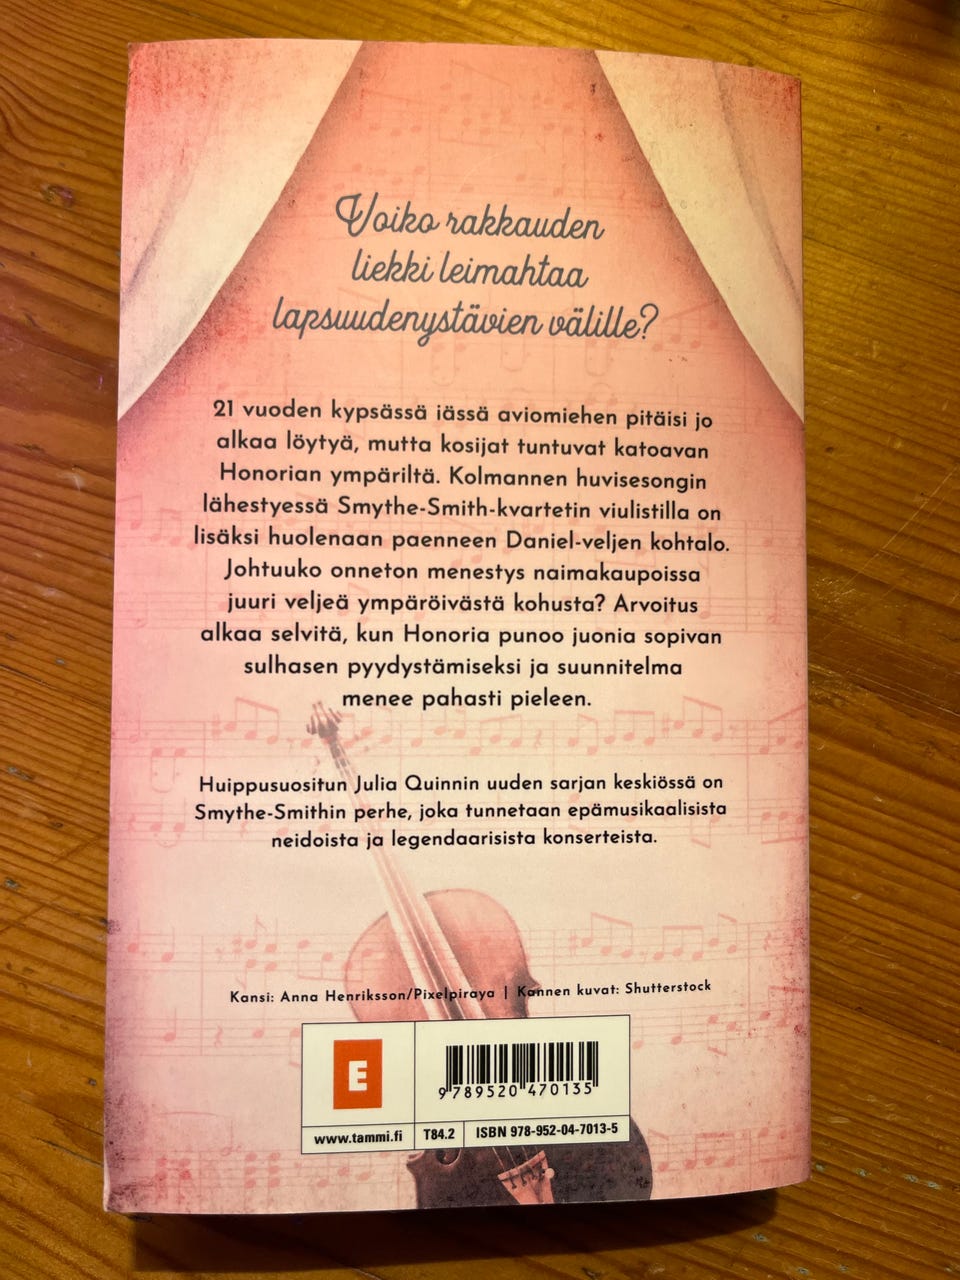 Voiko rakkauden
liekki leimahtaa
lapsuudenystävien välille?
21 vuoden kypsässä iässä aviomiehen pitäisi jo
alkaa löytyä, mutta kosijat tuntuvat katoavan
Honorian ympäriltä. Kolmannen huvisesongin
lähestyessä Smythe-Smith-kvartetin viulistilla on
lisäksi huolenaan paenneen Daniel-veljen kohtalo.
Johtuuko onneton menestys naimakaupoissa
juuri veljeä ympäröivästä kohusta? Arvoitus
alkaa selvitä, kun Honoria punoo juonia sopivan
sulhasen pyydystämiseksi ja suunnitelma
menee pahasti pieleen.
Huippusuositun Julia Quinnin uuden sarjan keskiössä on
Smythe-Smithin perhe, joka tunnetaan epämusikaalisista
neidoista ja legendaarisista konserteista.
Kansi: Anna Henriksson/Pixelpiraya | Kannen kuvat: Shutterstock
E
9 789520 470135
www.tammi.fi T84.2 ISBN 978-952-04-7013-5